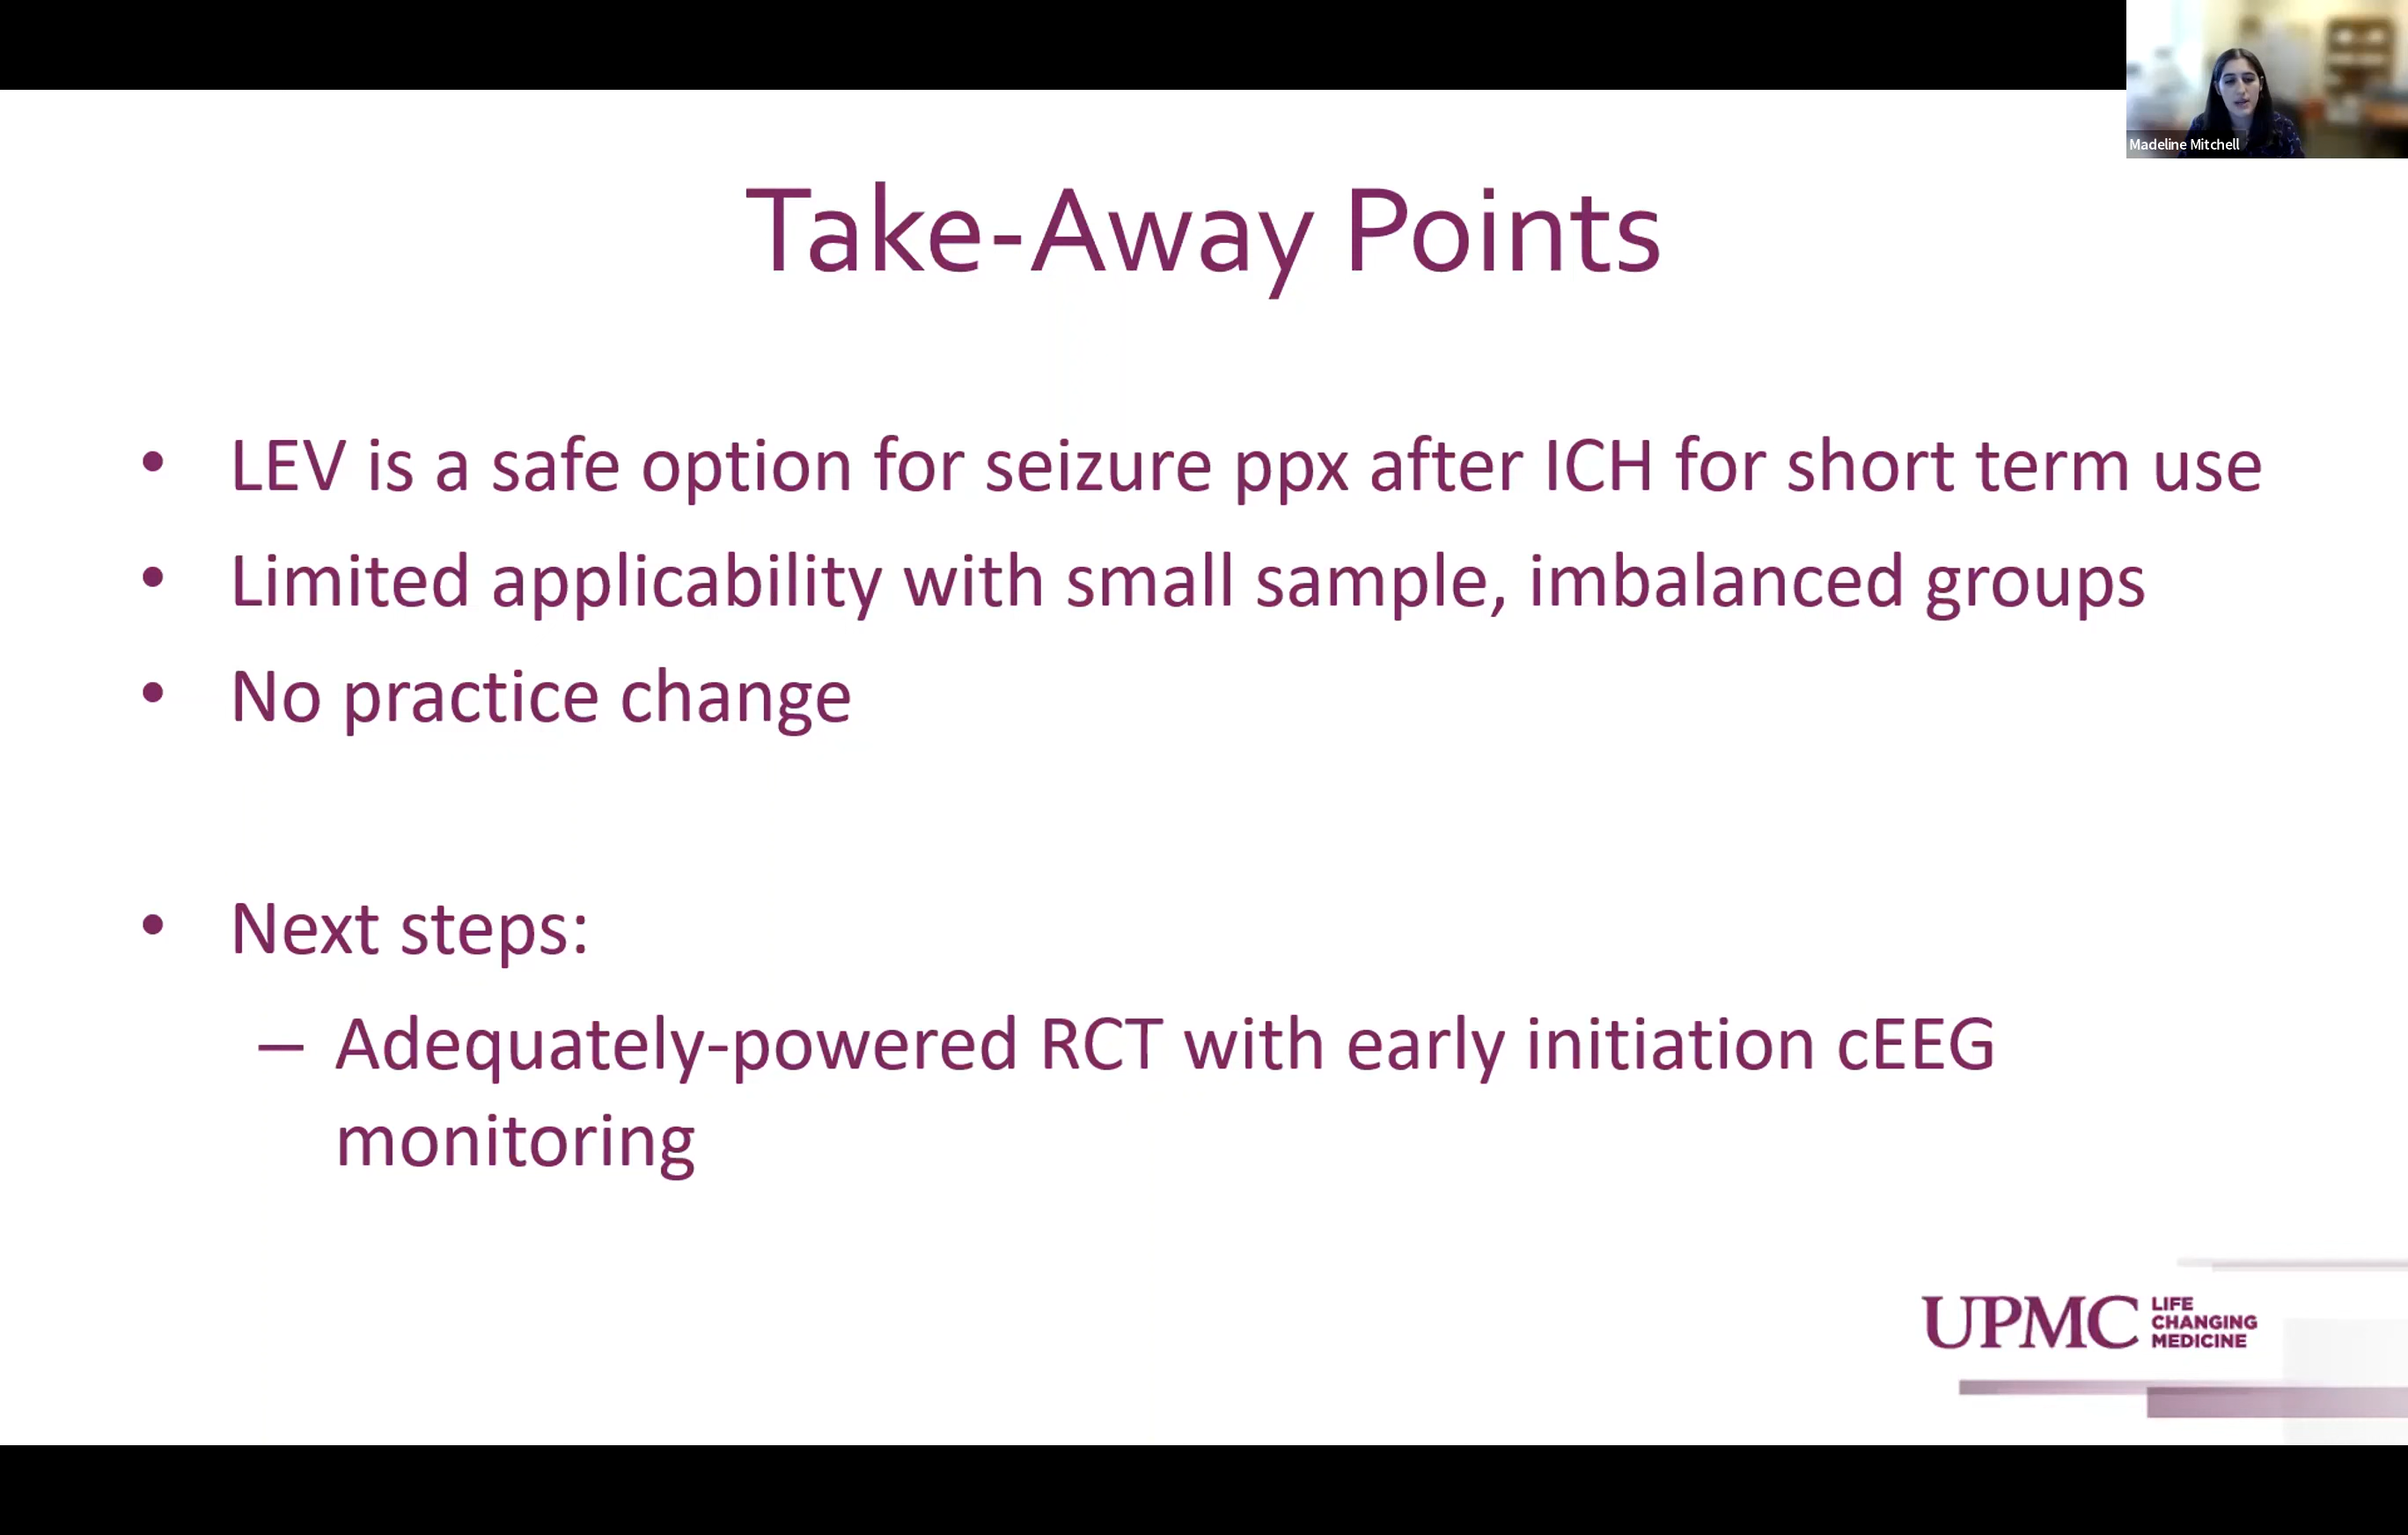 Madeline Mitchell
Take-Away Points
• LEV is a safe option for seizure ppx after ICH for short term use
• Limited applicability with small sample, imbalanced groups
• No practice change
• Next steps:
– Adequately-powered RCT with early initiation cEEG
monitoring
UPMC
LIFE
CHANGING
MEDICINE